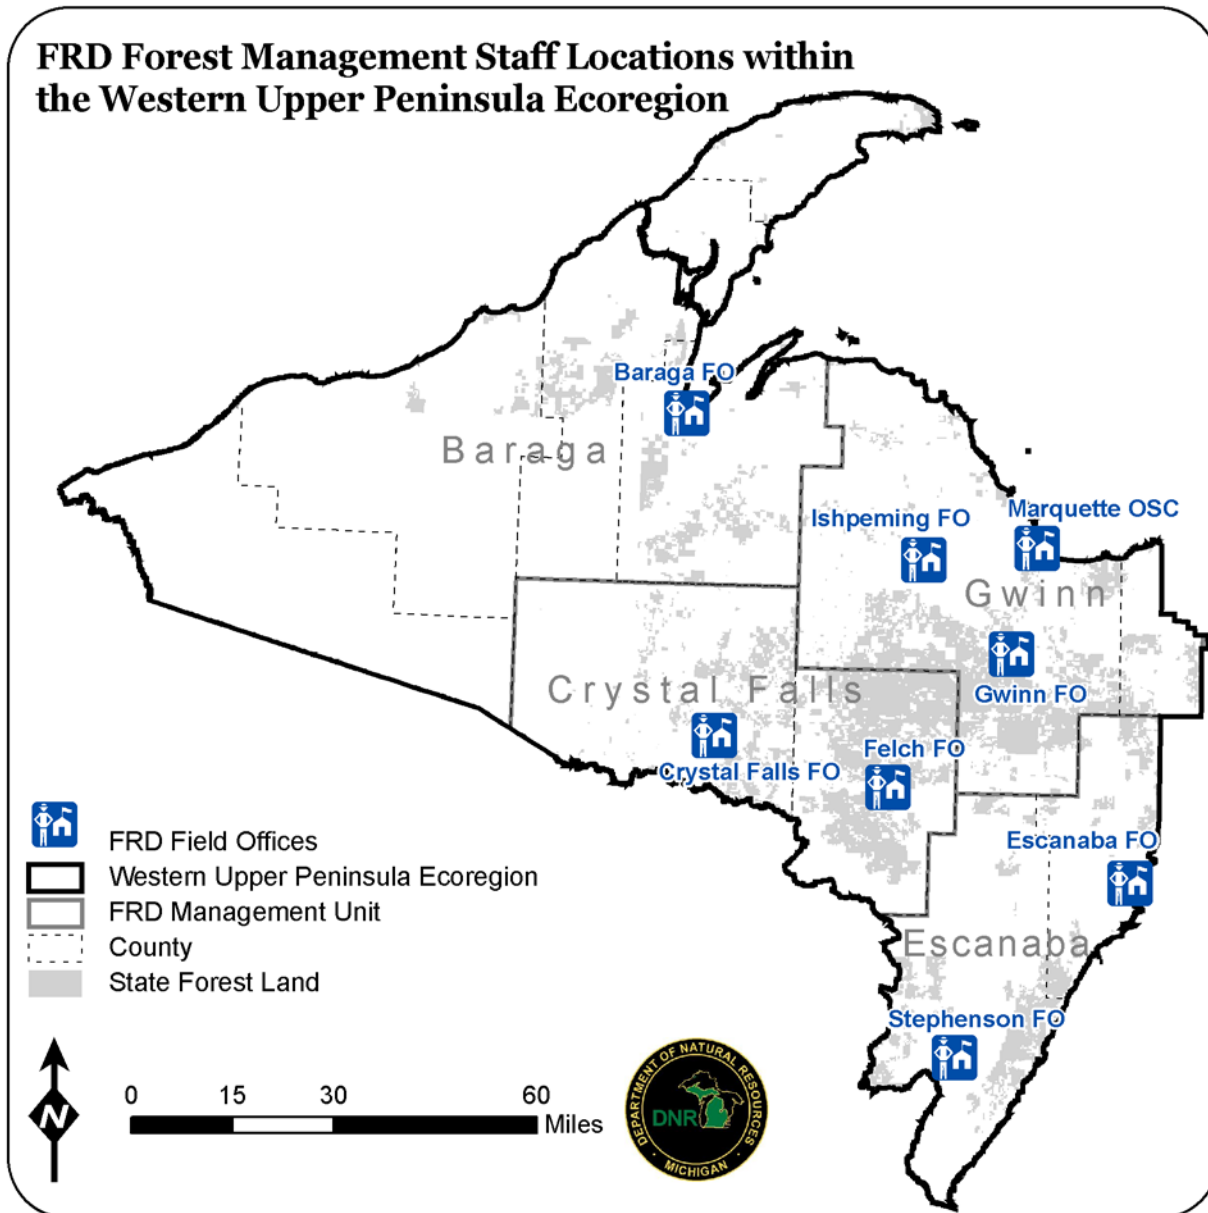 FRD Forest Management Staff Locations within
the Western Upper Peninsula Ecoregion
Baraga FO
Baraga
Ishpeming FO
Marquette OSC
Gwinn
Gwinn FO
Crystal Falls
Crystal Falls FO
Felch FO
Escanaba FO
Escanaba
Stephenson FO
FRD Field Offices
Western Upper Peninsula Ecoregion
FRD Management Unit
County
State Forest Land
N
0 15 30 60
Miles
DEPARTMENT OF NATURAL RESOURCES
DNR
MICHIGAN